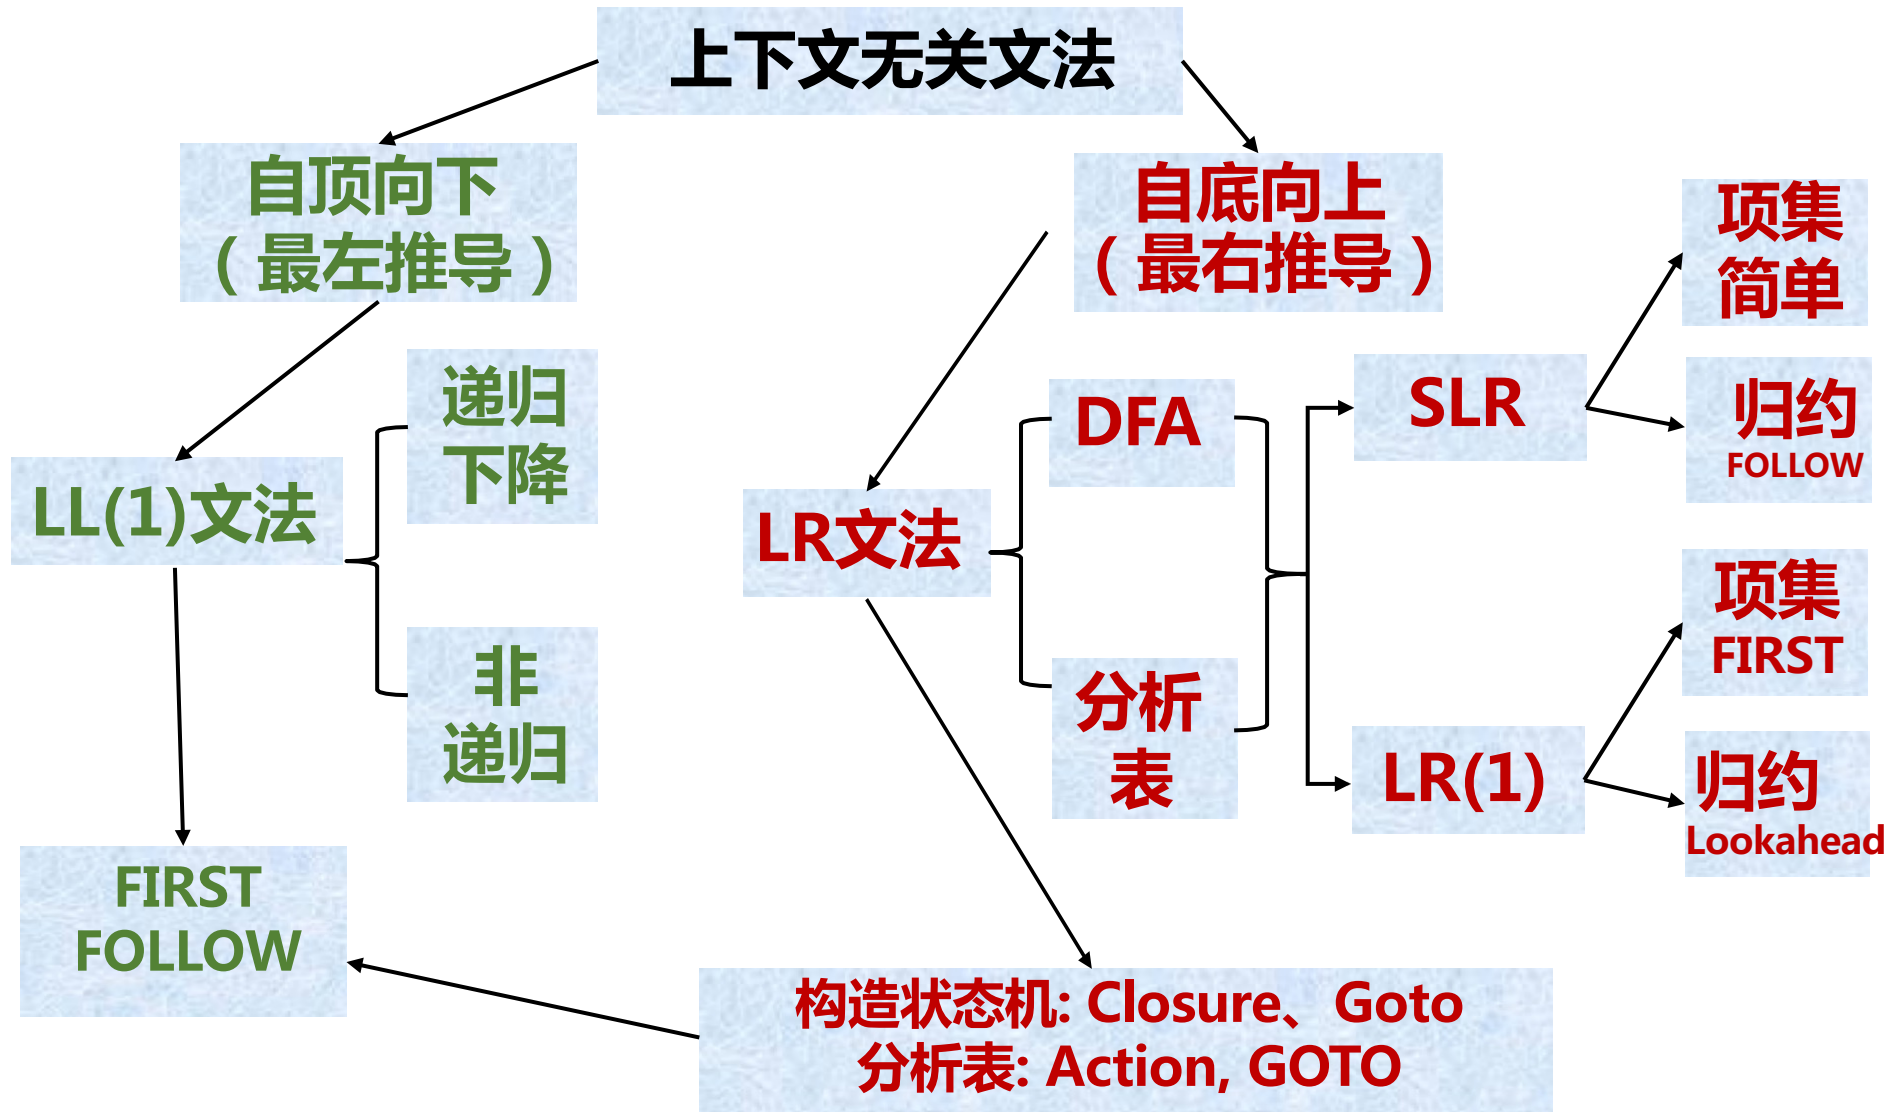 上下文无关文法
自顶向下
（最左推导）
自底向上
（最右推导）
项集
简单
递归
下降
DFA
SLR
归约
FOLLOW
LL(1)文法
LR文法
项集
FIRST
非
递归
分析
表
LR(1)
归约
Lookahead
FIRST
FOLLOW
构造状态机: Closure、Goto
分析表: Action, GOTO